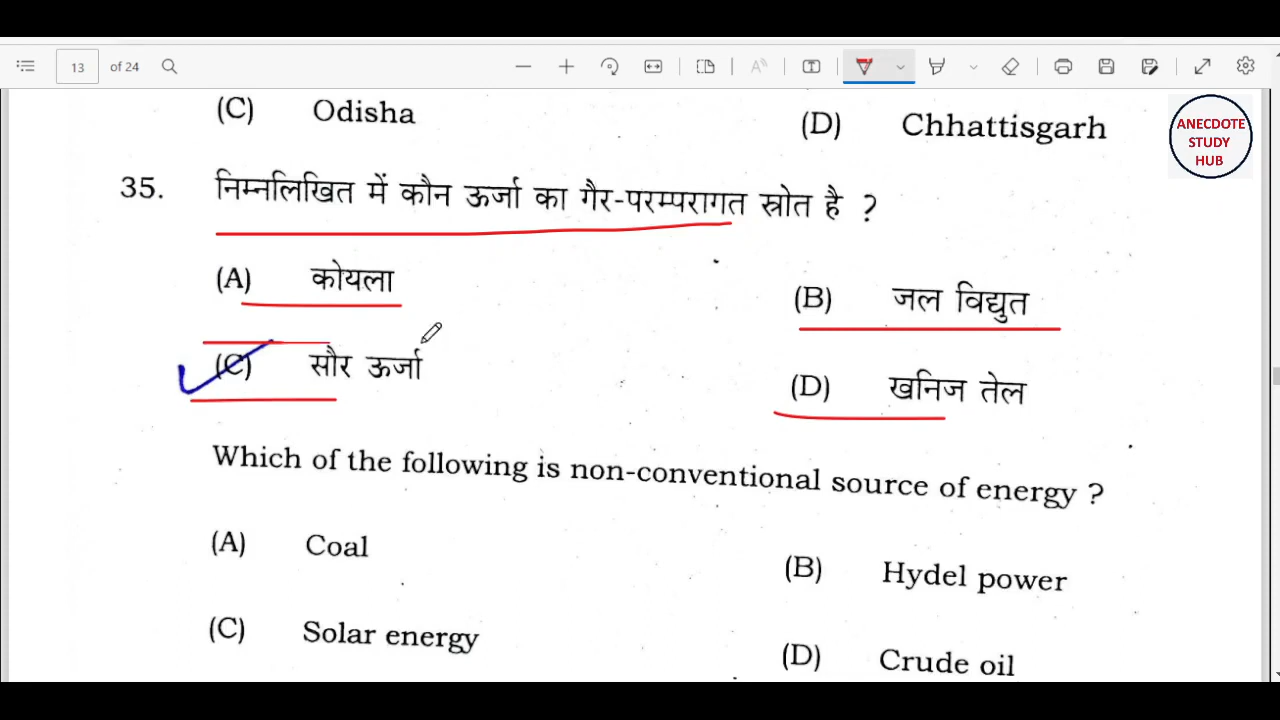 13 of 24
(C) Odisha (D) Chhattisgarh
ANECDOTE
STUDY
HUB
35. निम्नलिखित में कौन ऊर्जा का गैर-परम्परागत स्रोत है ?
(A) कोयला (B) जल विद्युत
(C) सौर ऊर्जा (D) खनिज तेल
Which of the following is non-conventional source of energy ?
(A) Coal (B) Hydel power
(C) Solar energy (D) Crude oil